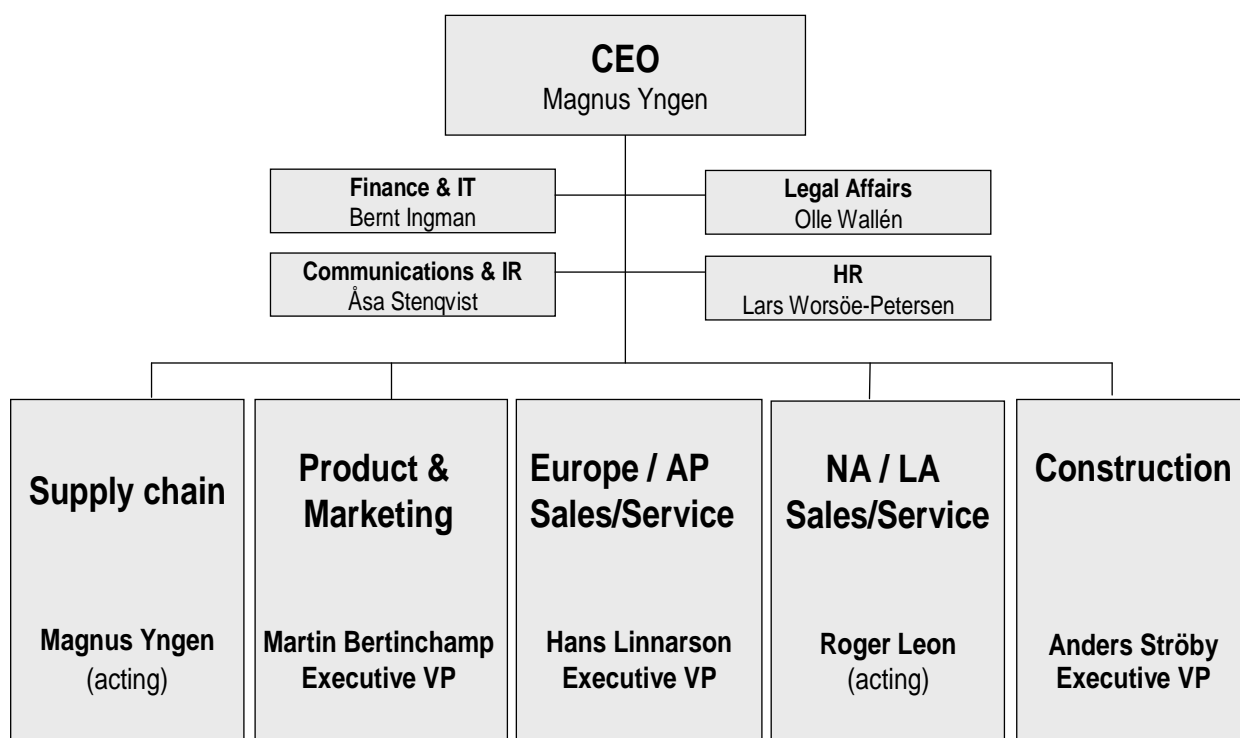 CEO
Magnus Yngen
Finance & IT
Bernt Ingman
Legal Affairs
Olle Wallén
Communications & IR
Åsa Stenqvist
HR
Lars Worsöe-Petersen
Supply chain
Magnus Yngen
(acting)
Product &
Marketing
Martin Bertinchamp
Executive VP
Europe / AP
Sales/Service
Hans Linnarson
Executive VP
NA / LA
Sales/Service
Roger Leon
(acting)
Construction
Anders Ströby
Executive VP